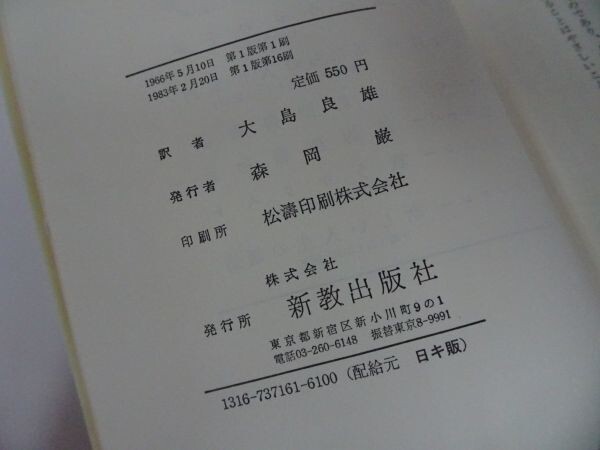 1966年5月10日 第1版第1刷
1983年2月20日 第1版第16刷
定価 550 円
訳者 大島良雄
発行者 森岡巌
印刷所 松濤印刷株式会社
株式会社
発行所 新教出版社
東京都新宿区新小川町9の1
電話03-260-6148 振替東京8-9991
1316-737161-6100 (配給元 日キ販)